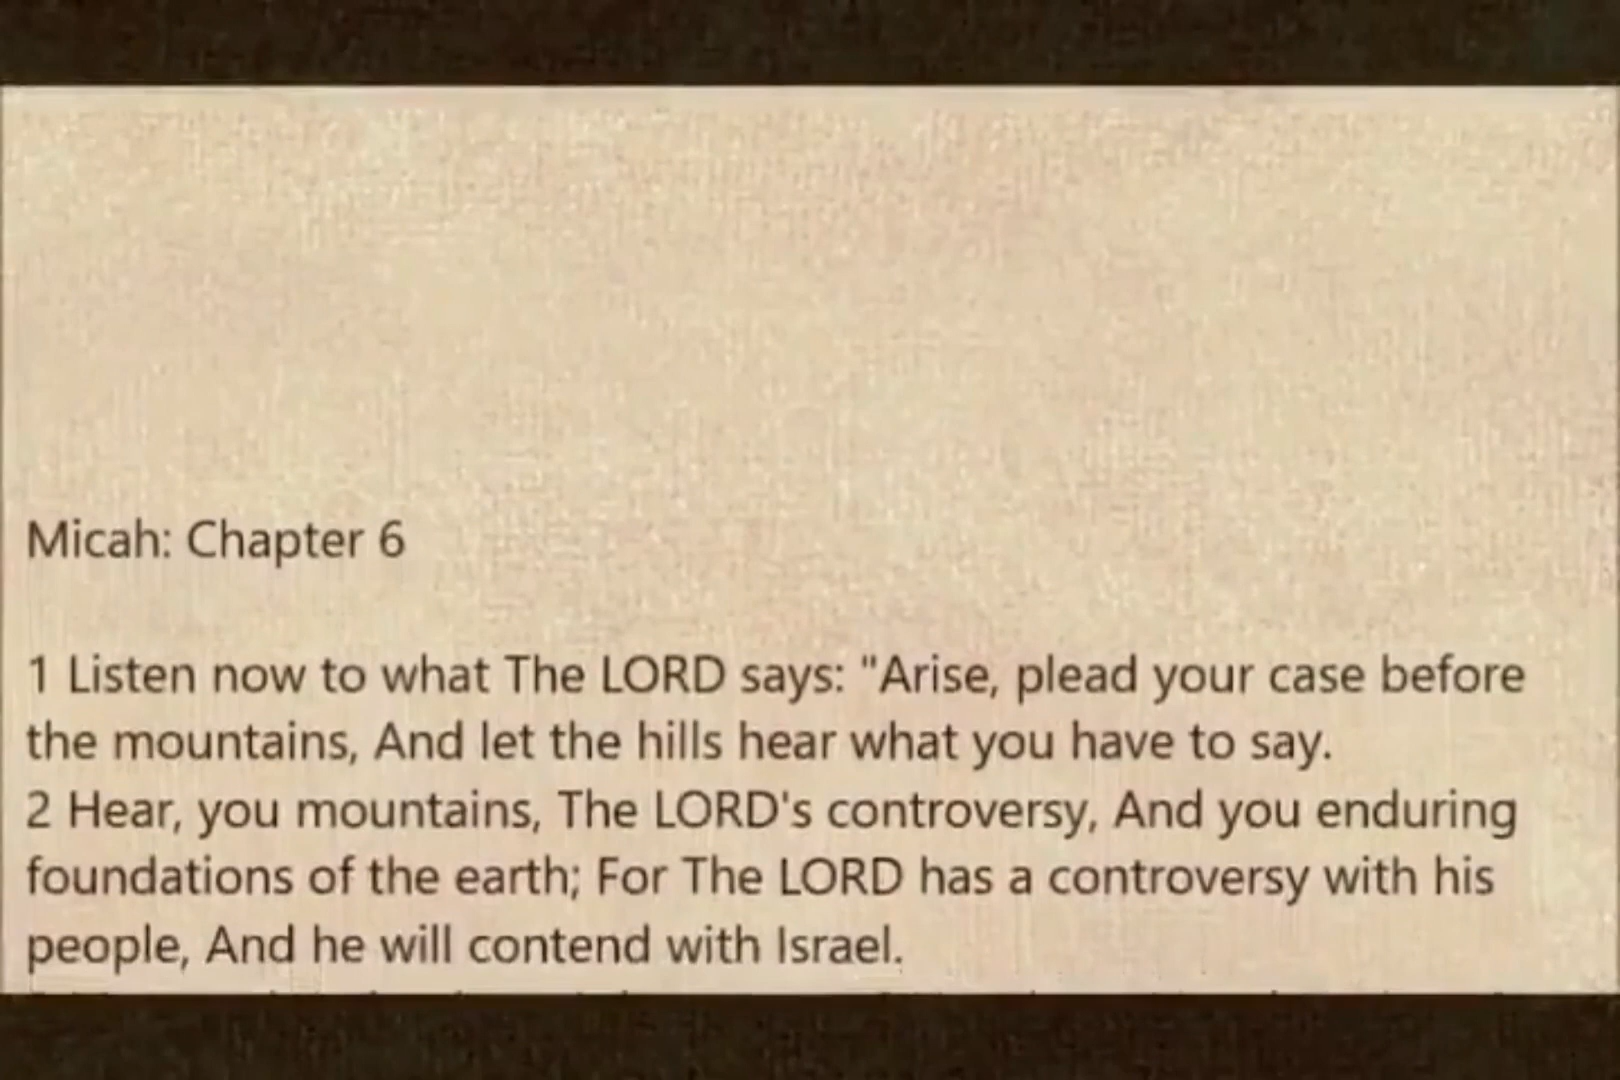 Micah: Chapter 6
1 Listen now to what The LORD says: "Arise, plead your case before
the mountains, And let the hills hear what you have to say.
2 Hear, you mountains, The LORD's controversy, And you enduring
foundations of the earth; For The LORD has a controversy with his
people, And he will contend with Israel.